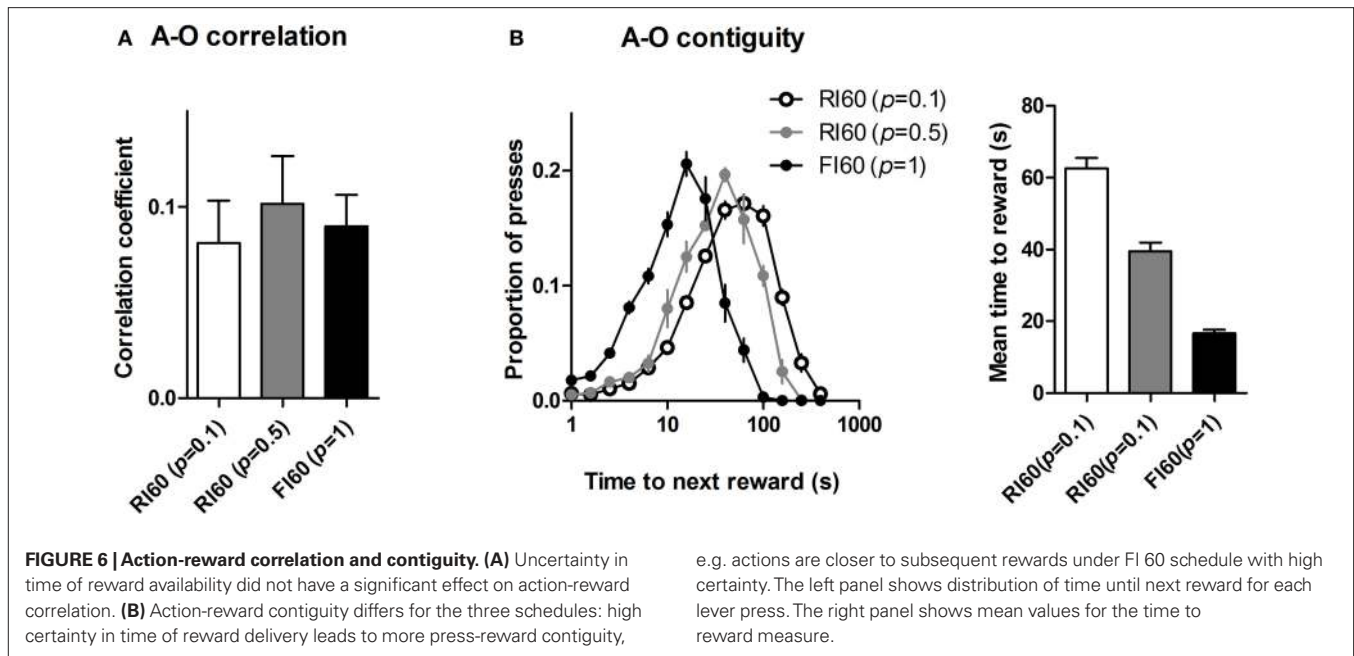 A A-O correlation
Correlation coefficient
0.1
0.0
RI60 (p=0.1)
RI60 (p=0.5)
FI60 (p=1)
B A-O contiguity
RI60 (p=0.1)
RI60 (p=0.5)
FI60 (p=1)
Proportion of presses
0.2
0.1
0.0
1 10 100 1000
Time to next reward (s)
Mean time to reward (s)
80
60
40
20
0
RI60(p=0.1)
RI60(p=0.1)
FI60(p=1)
FIGURE 6 | Action-reward correlation and contiguity. (A) Uncertainty in
time of reward availability did not have a significant effect on action-reward
correlation. (B) Action-reward contiguity differs for the three schedules: high
certainty in time of reward delivery leads to more press-reward contiguity,
e.g. actions are closer to subsequent rewards under FI 60 schedule with high
certainty. The left panel shows distribution of time until next reward for each
lever press. The right panel shows mean values for the time to
reward measure.